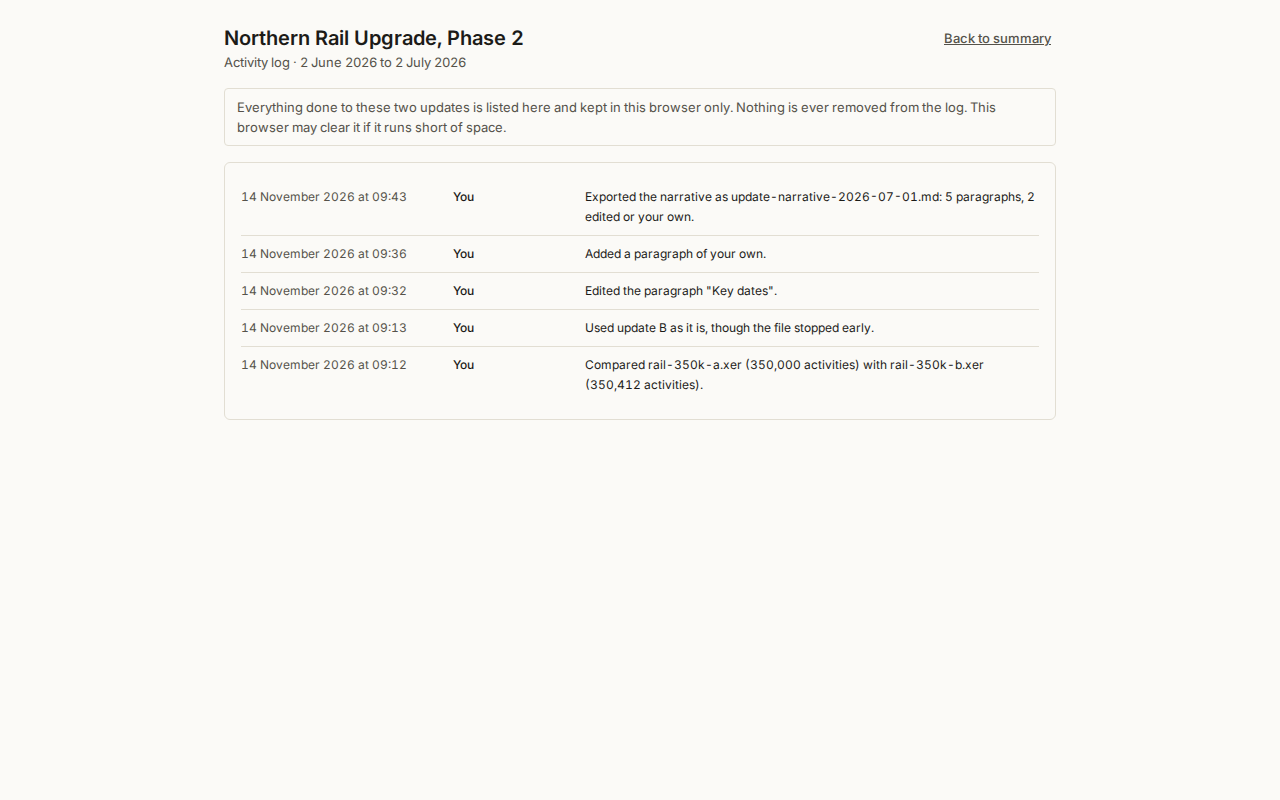 Northern Rail Upgrade, Phase 2
Back to summary
Activity log · 2 June 2026 to 2 July 2026
Everything done to these two updates is listed here and kept in this browser only. Nothing is ever removed from the log. This
browser may clear it if it runs short of space.
14 November 2026 at 09:43 You Exported the narrative as update-narrative-2026-07-01.md: 5 paragraphs, 2
edited or your own.
14 November 2026 at 09:36 You Added a paragraph of your own.
14 November 2026 at 09:32 You Edited the paragraph "Key dates".
14 November 2026 at 09:13 You Used update B as it is, though the file stopped early.
14 November 2026 at 09:12 You Compared rail-350k-a.xer (350,000 activities) with rail-350k-b.xer
(350,412 activities).